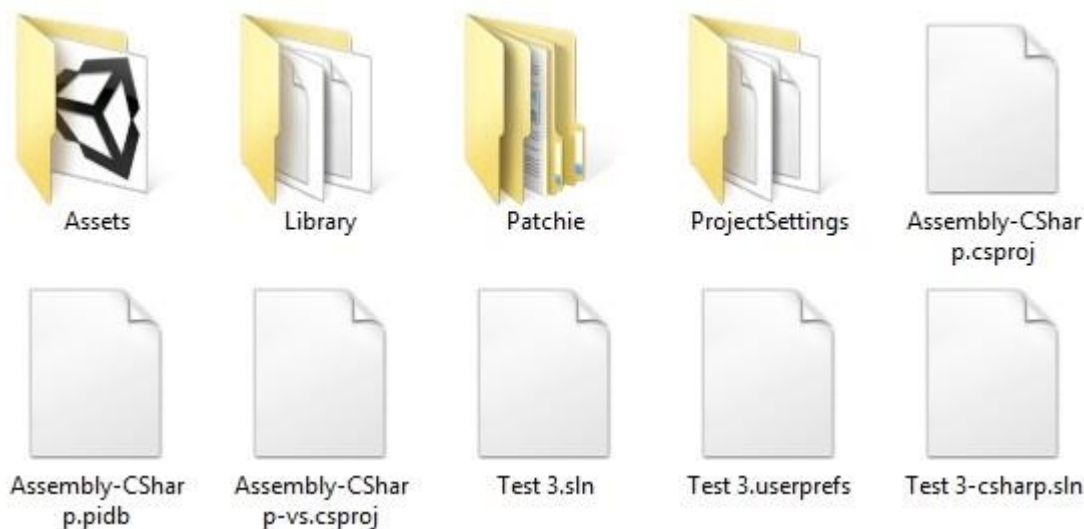 Assets
Library
Patchie
ProjectSettings
Assembly-CShar
p.csproj
Assembly-CShar
p.pidb
Assembly-CShar
p-vs.csproj
Test 3.sln
Test 3.userprefs
Test 3-csharp.sln